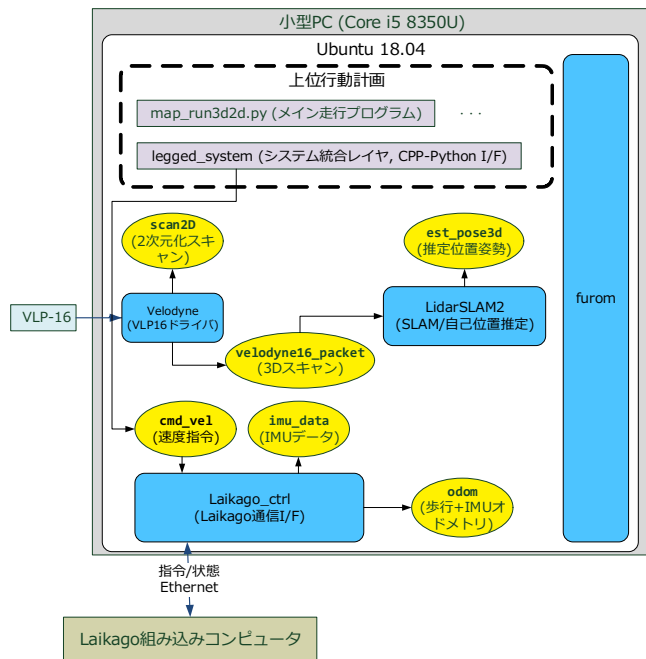 小型PC (Core i5 8350U)
Ubuntu 18.04
上位行動計画
map_run3d2d.py (メイン走行プログラム)
・・・
legged_system (システム統合レイヤ, CPP-Python I/F)
scan2D
(2次元化スキ
ャン)
est_pose3d
(推定位置姿勢)
VLP-16
Velodyne
(VLP16ドライバ)
LidarSLAM2
(SLAM/自己位置推定)
furom
velodyne16_packet
(3Dスキャン)
cmd_vel
(速度指令)
imu_data
(IMUデータ)
Laikago_ctrl
(Laikago通信I/F)
odom
(歩行+IMUオ
ドメトリ)
指令/状態
Ethernet
Laikago組み込みコンピュータ